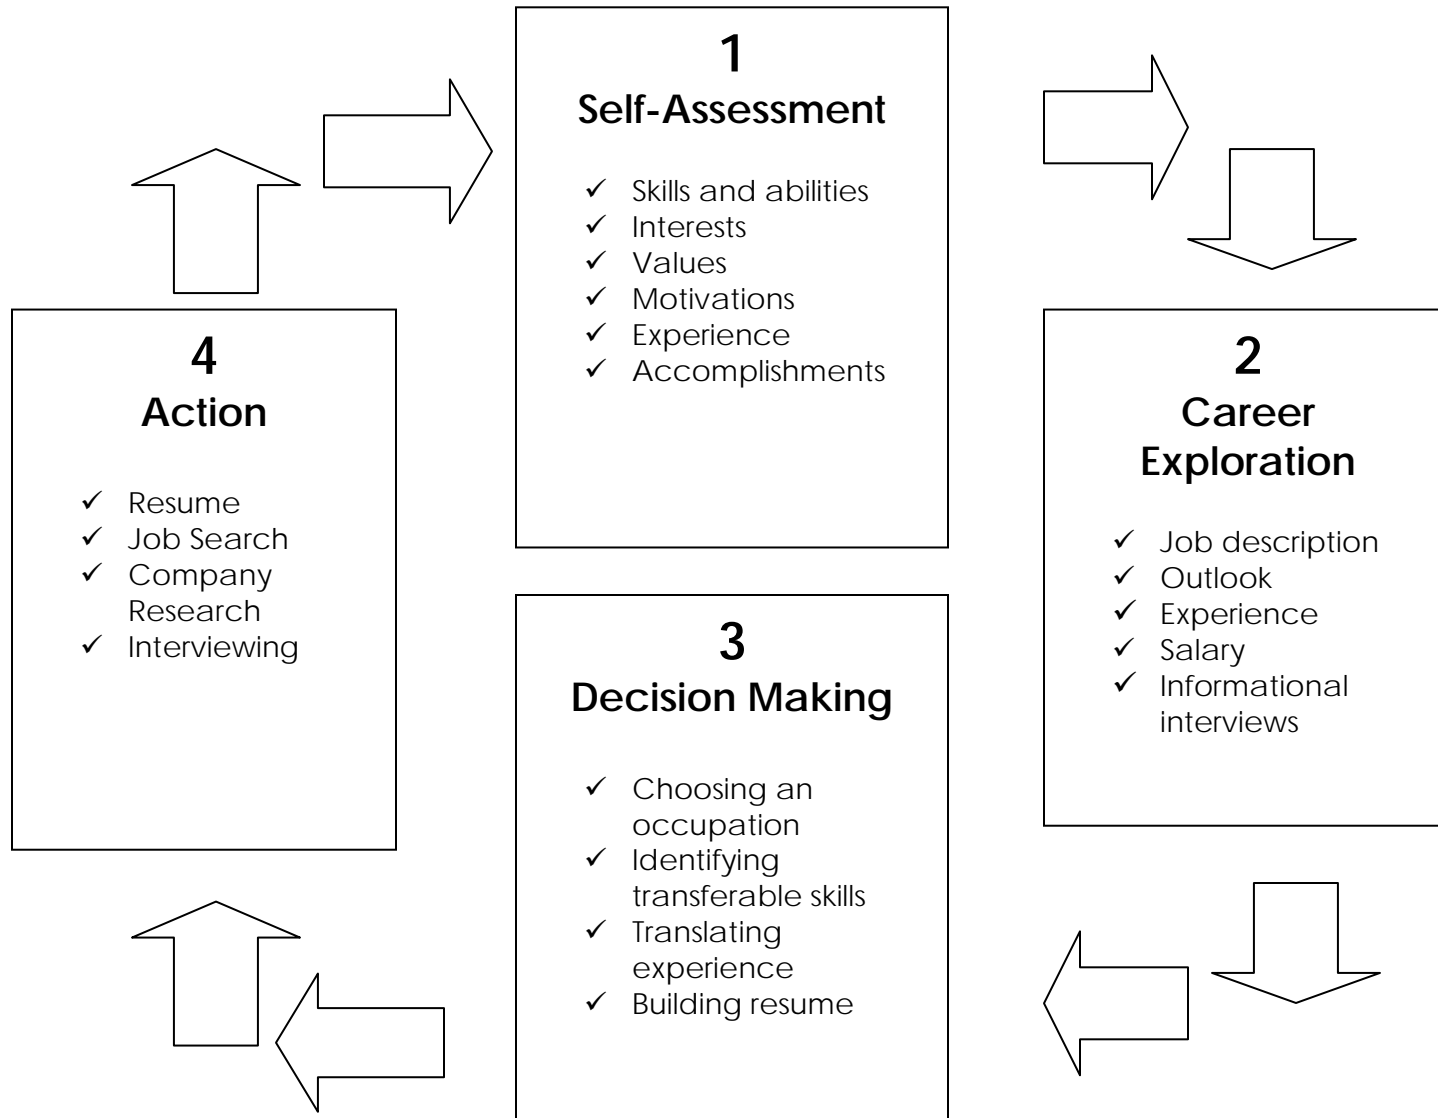 1
Self-Assessment
✓ Skills and abilities
✓ Interests
✓ Values
✓ Motivations
✓ Experience
✓ Accomplishments
2
Career
Exploration
✓ Job description
✓ Outlook
✓ Experience
✓ Salary
✓ Informational
interviews
3
Decision Making
✓ Choosing an
occupation
✓ Identifying
transferable skills
✓ Translating
experience
✓ Building resume
4
Action
✓ Resume
✓ Job Search
✓ Company
Research
✓ Interviewing